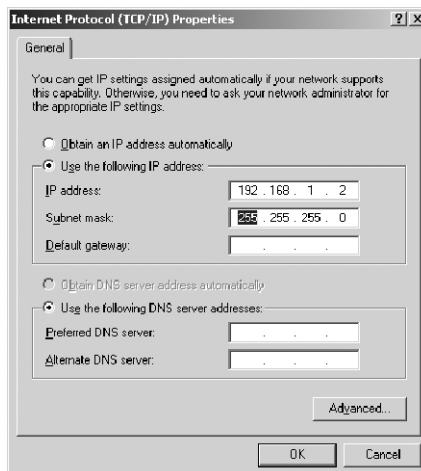 Internet Protocol (TCP/IP) Properties
General
You can get IP settings assigned automatically if your network supports
this capability. Otherwise, you need to ask your network administrator for
the appropriate IP settings.
Obtain an IP address automatically
Use the following IP address:
IP address: 192 . 168 . 1 . 2
Subnet mask: 255 . 255 . 255 . 0
Default gateway: . . .
Obtain DNS server address automatically
Use the following DNS server addresses:
Preferred DNS server: . . .
Alternate DNS server: . . .
Advanced...
OK Cancel